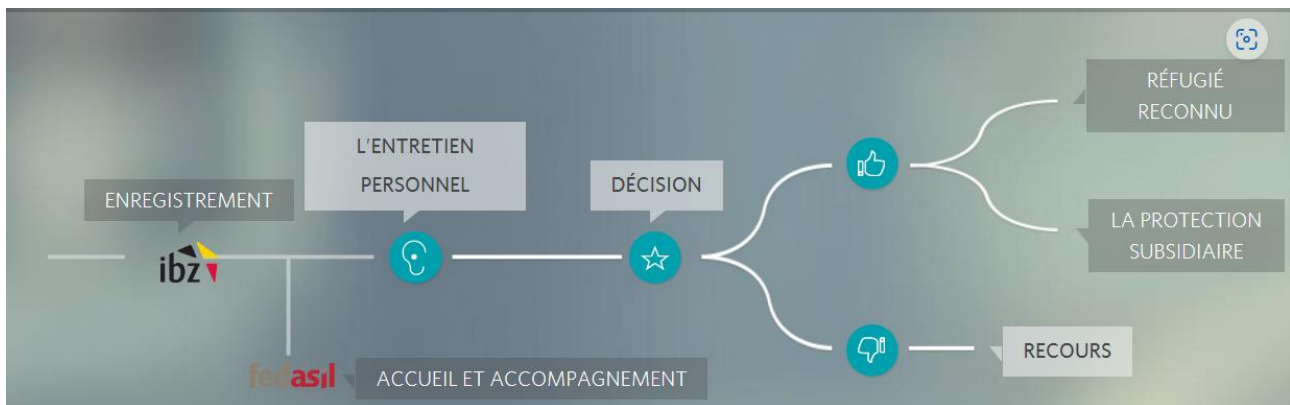 ENREGISTREMENT
ibz
fedasil
ACCUEIL ET ACCOMPAGNEMENT
L'ENTRETIEN
PERSONNEL
DÉCISION
RÉFUGIÉ
RECONNU
LA PROTECTION
SUBSIDIAIRE
RECOURS